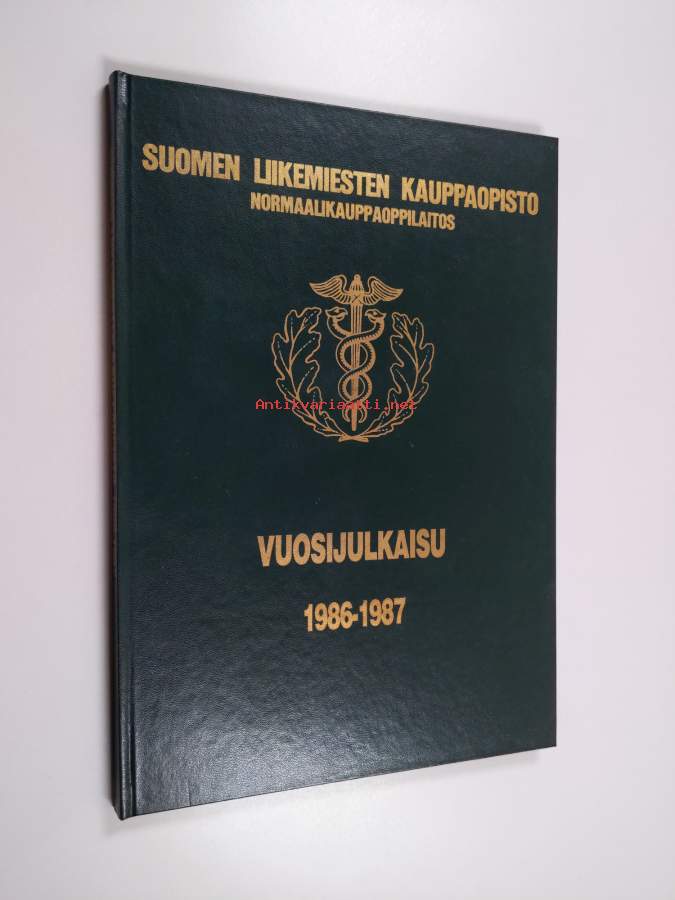 SUOMEN LIIKEMIESTEN KAUPPAOPISTO
NORMAALIKAUPPAOPPILAITOS
Antikvariaatti.net
VUOSIJULKAISU
1986-1987